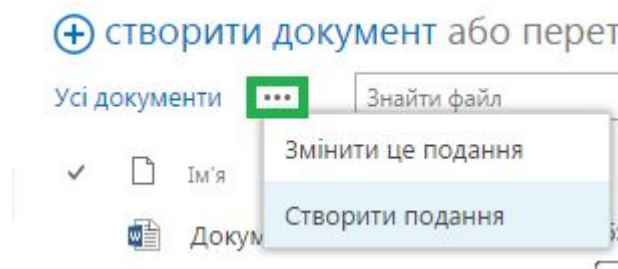 створити документ або перет
Усі документи ••• Знайти файл
Змінити це подання
Ім'я
Створити подання
Докум